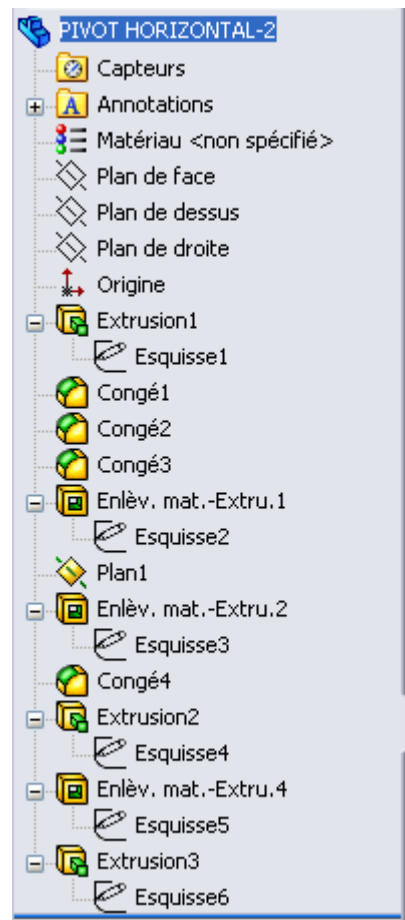 PIVOT HORIZONTAL-2
Capteurs
Annotations
Matériau <non spécifié>
Plan de face
Plan de dessus
Plan de droite
Origine
Extrusion1
Esquisse1
Congé1
Congé2
Congé3
Enlèv. mat.-Extru.1
Esquisse2
Plan1
Enlèv. mat.-Extru.2
Esquisse3
Congé4
Extrusion2
Esquisse4
Enlèv. mat.-Extru.4
Esquisse5
Extrusion3
Esquisse6